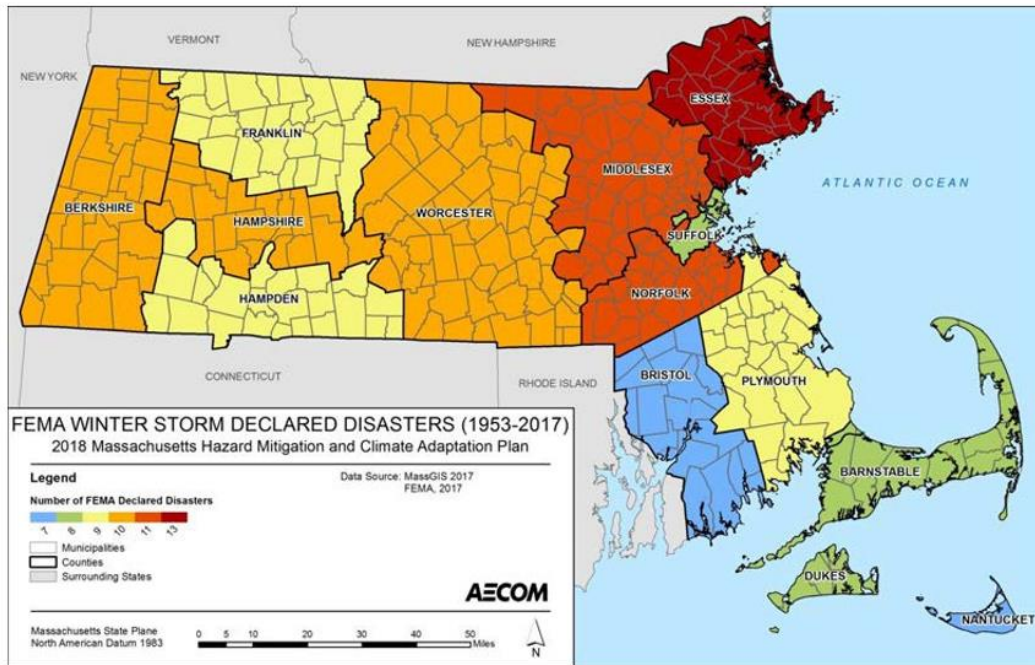 VERMONT
NEW HAMPSHIRE
NEW YORK
ESSEX
FRANKLIN
MIDDLESEX
ATLANTIC OCEAN
BERKSHIRE
HAMPSHIRE
WORCESTER
SUFFOLK
NORFOLK
HAMPDEN
CONNECTICUT
RHODE ISLAND
BRISTOL
PLYMOUTH
BARNSTABLE
DUKES
NANTUCKET
FEMA WINTER STORM DECLARED DISASTERS (1953-2017)
2018 Massachusetts Hazard Mitigation and Climate Adaptation Plan
Legend
Data Source: MassGIS 2017
FEMA, 2017
Number of FEMA Declared Disasters
7 8 9 10 11 13
Municipalities
Counties
Surrounding States
AECOM
Massachusetts State Plane
North American Datum 1983
0 5 10 20 30 40 50
Miles
N